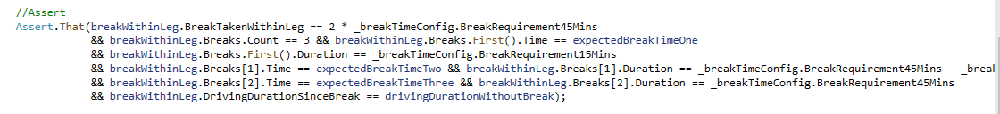 //Assert
Assert.That(breakWithinLeg.BreakTakenWithinLeg == 2 * _breakTimeConfig.BreakRequirement45Mins
&& breakWithinLeg.Breaks.Count == 3 && breakWithinLeg.Breaks.First().Time == expectedBreakTimeOne
&& breakWithinLeg.Breaks.First().Duration == _breakTimeConfig.BreakRequirement15Mins
&& breakWithinLeg.Breaks[1].Time == expectedBreakTimeTwo && breakWithinLeg.Breaks[1].Duration == _breakTimeConfig.BreakRequirement45Mins - _break
&& breakWithinLeg.Breaks[2].Time == expectedBreakTimeThree && breakWithinLeg.Breaks[2].Duration == _breakTimeConfig.BreakRequirement45Mins
&& breakWithinLeg.DrivingDurationSinceBreak == drivingDurationWithoutBreak);